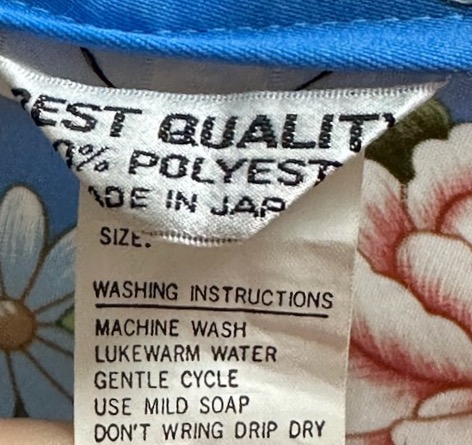 EST QUALIT
0% POLYEST
ADE IN JAP
SIZE.
WASHING INSTRUCTIONS
MACHINE WASH
LUKEWARM WATER
GENTLE CYCLE
USE MILD SOAP
DON'T WRING DRIP DRY